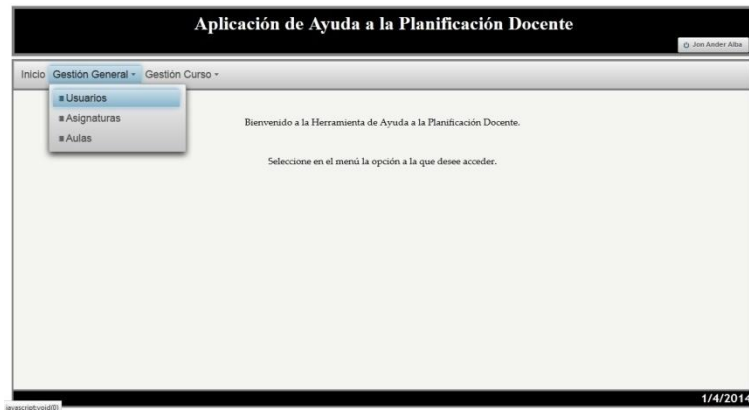 Aplicación de Ayuda a la Planificación Docente
Jon Ander Alba
Inicio Gestión General Gestión Curso
Usuarios
Asignaturas
Aulas
Bienvenido a la Herramienta de Ayuda a la Planificación Docente.
Seleccione en el menú la opción a la que desee acceder.
1/4/2014
javascript:void(0)